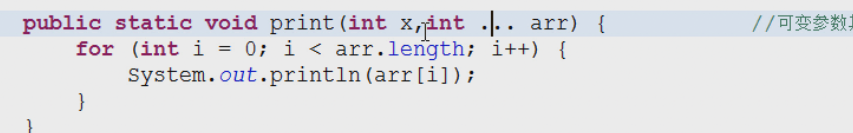 public static void print(int x,int ... arr) { //可变参数
for (int i = 0; i < arr.length; i++) {
System.out.println(arr[i]);
}
}